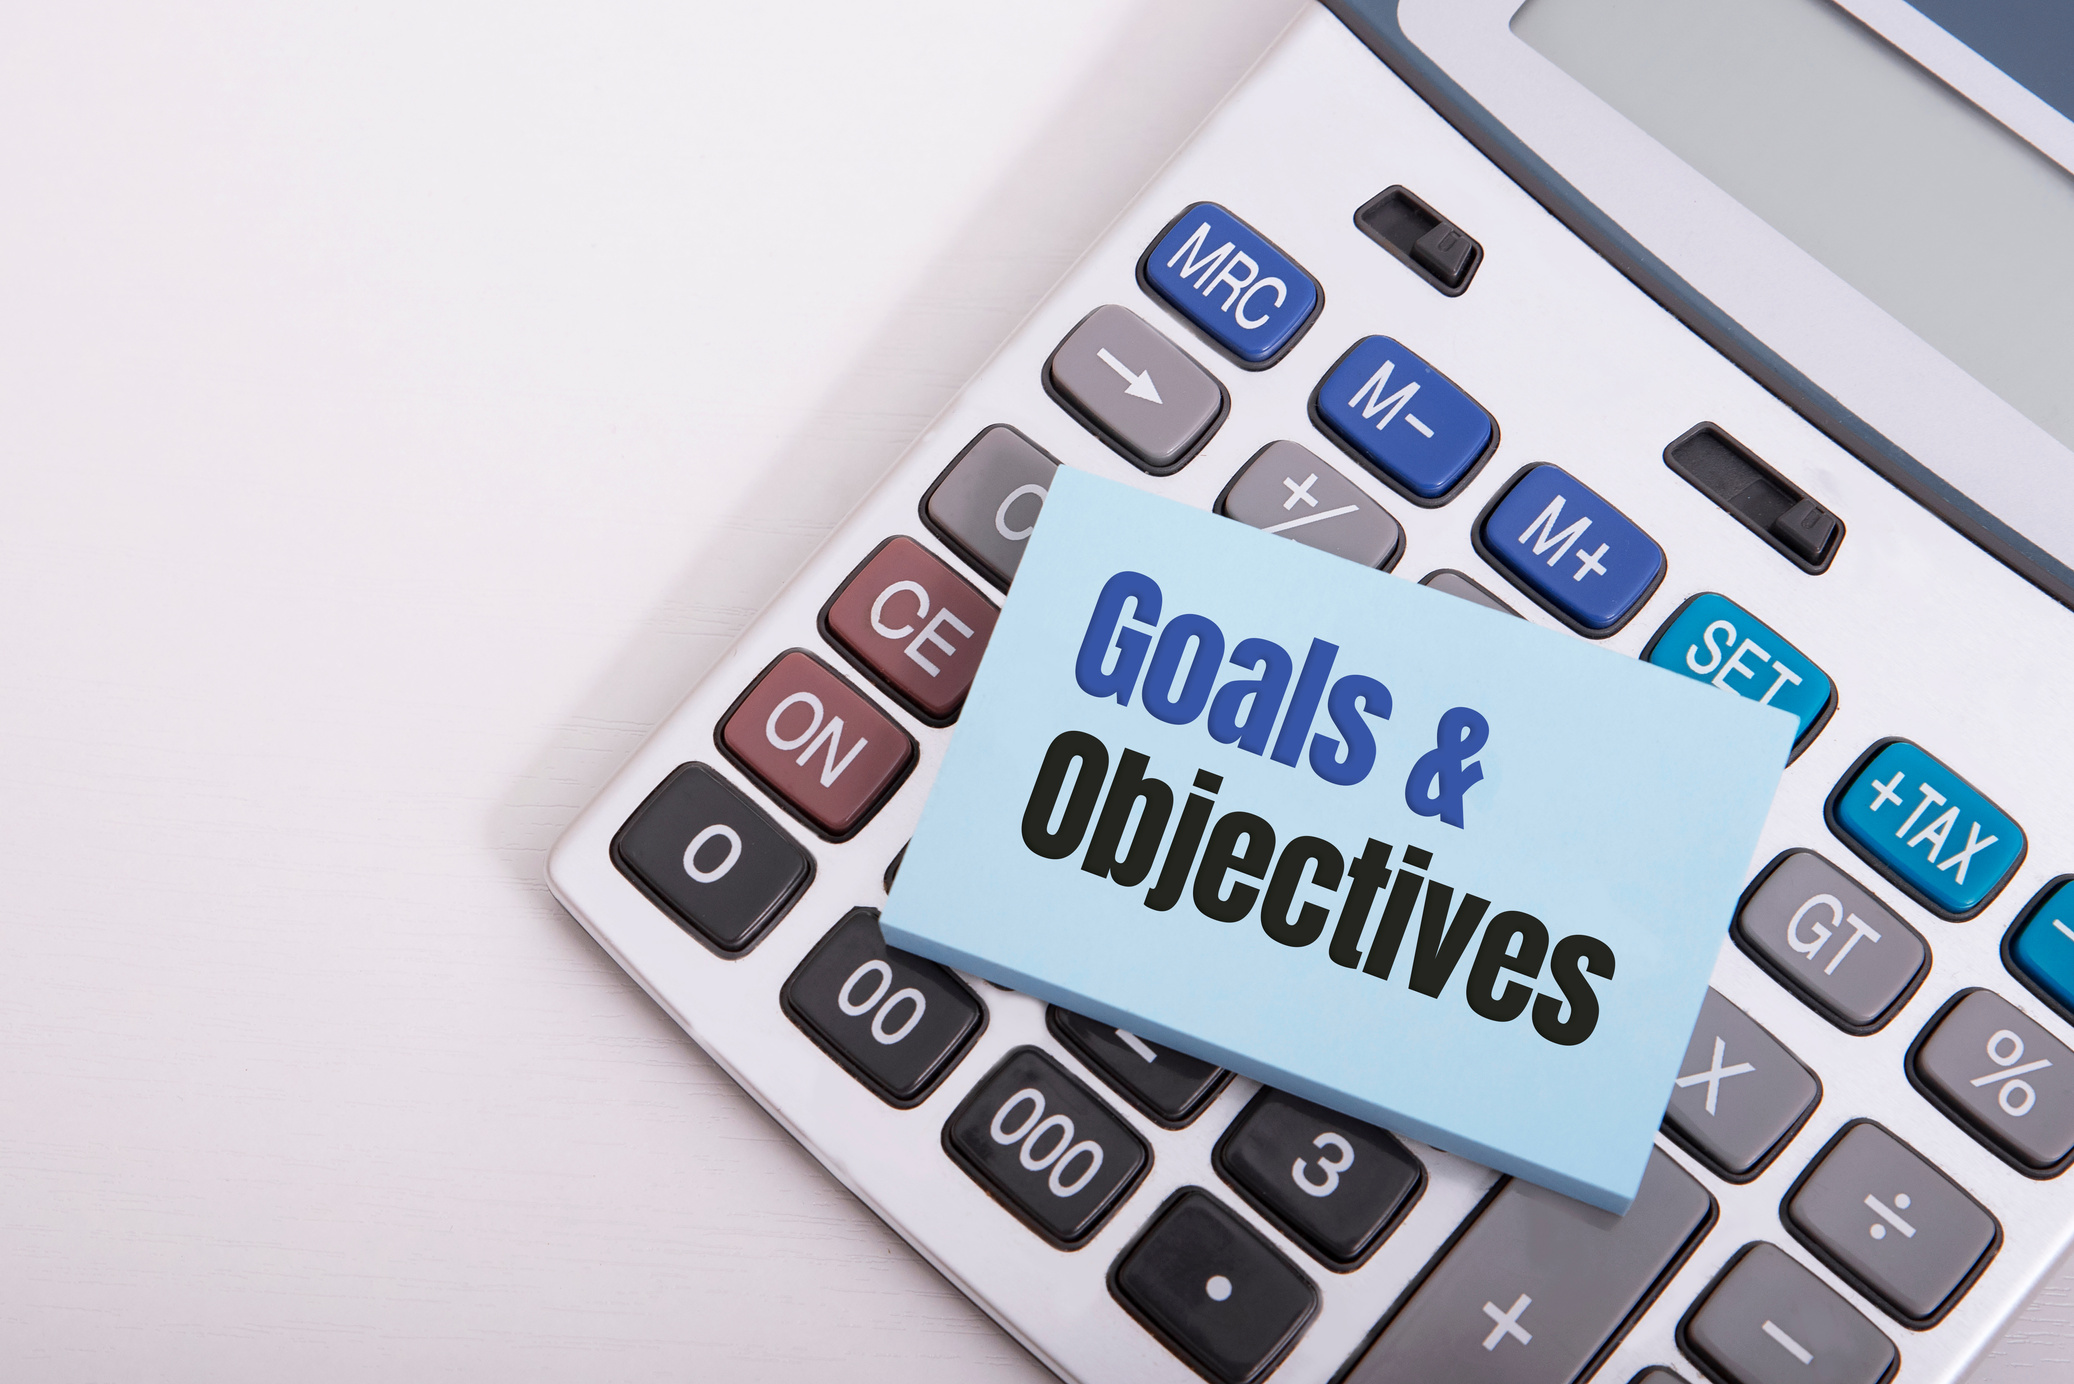 MRC
→
M−
C
+/
M+
CE
SET
ON
Goals &
Objectives
+TAX
0
GT
00
X
%
000
3
÷
.
+
−